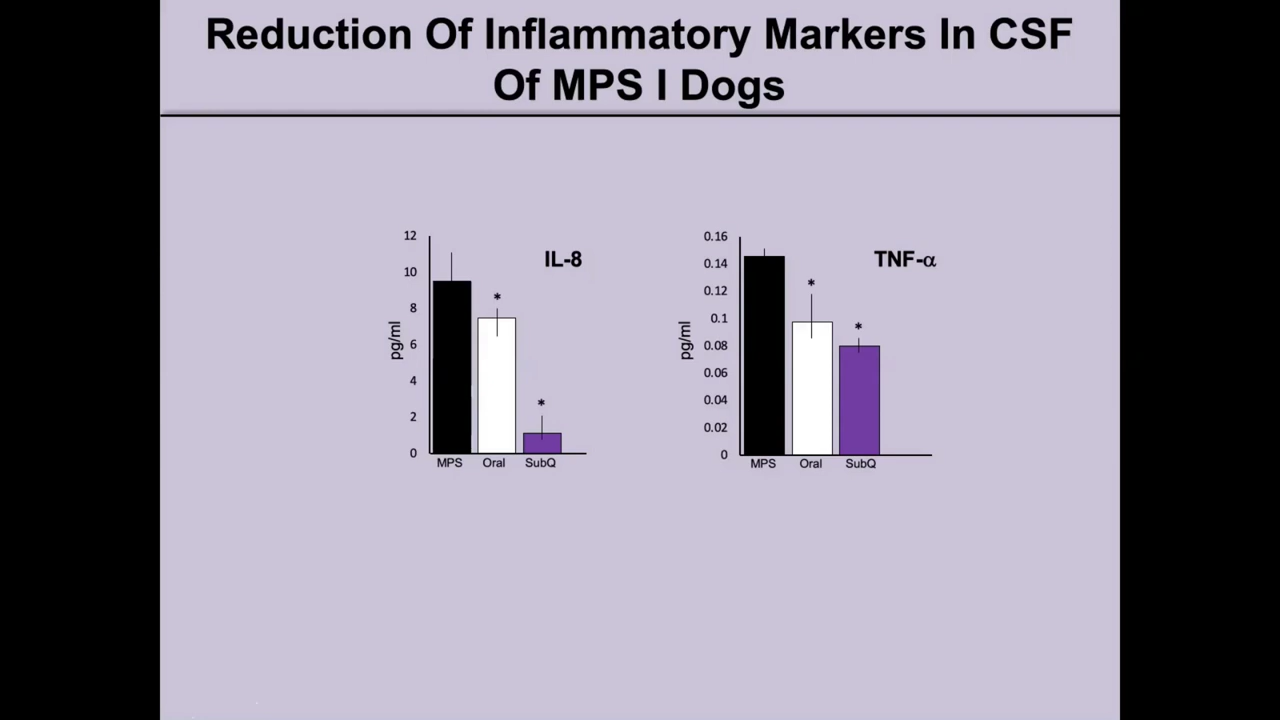 Reduction Of Inflammatory Markers In CSF
Of MPS I Dogs
IL-8
pg/ml
12
10
8
6
4
2
0
*
*
MPS Oral SubQ
TNF-α
pg/ml
0.16
0.14
0.12
0.1
0.08
0.06
0.04
0.02
0
*
*
MPS Oral SubQ